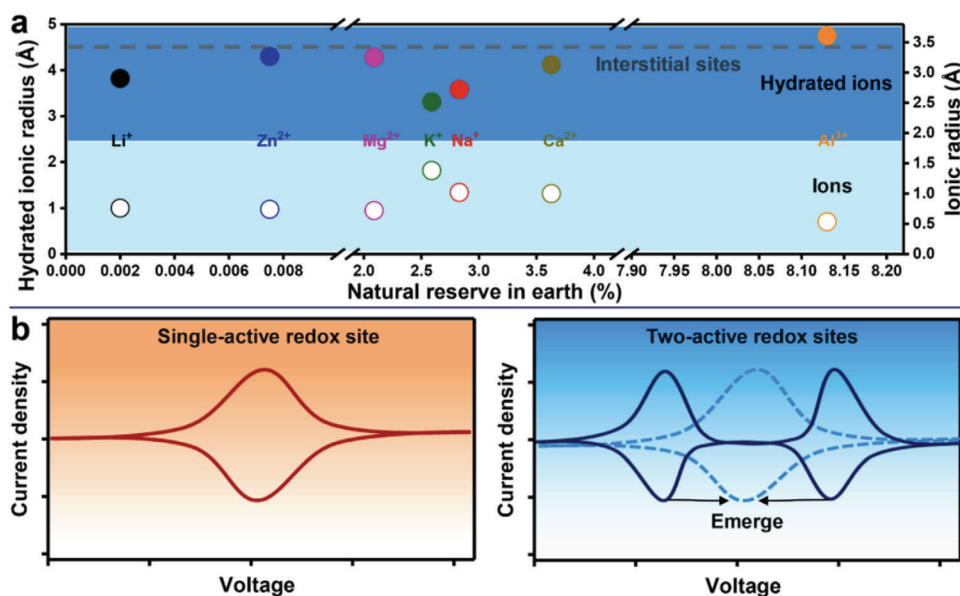 a
Hydrated ionic radius (Å)
5
4
3
2
1
0
Interstitial sites
Hydrated ions
Li⁺
Zn²⁺
Mg²⁺
K⁺
Na⁺
Ca²⁺
Al³⁺
Ions
3.5
3.0
2.5
2.0
1.5
1.0
0.5
0.0
Ionic radius (Å)
0.000 0.002 0.004 0.006 0.008 2.0 2.5 3.0 3.5 4.0 7.90 7.95 8.00 8.05 8.10 8.15 8.20
Natural reserve in earth (%)
b
Single-active redox site
Current density
Voltage
Two-active redox sites
Current density
Emerge
Voltage